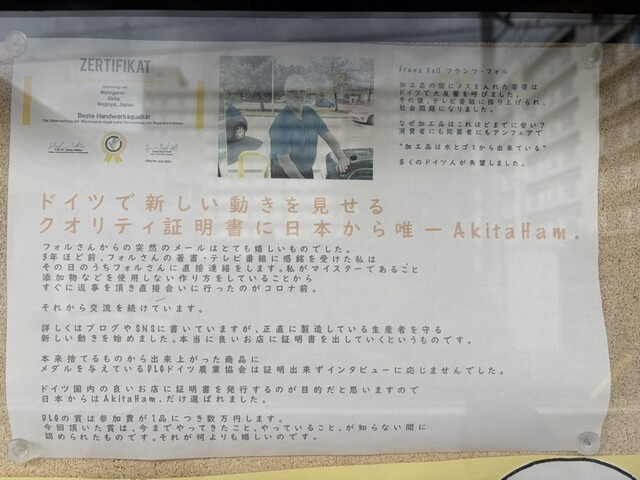 ZERTIFIKAT
Metzgerei
Akita
Nagoya, Japan
Beste Handwerksqualität
Franz Voll フランツ・フォル
加工品の闇にメスを入れた著書は
ドイツで大反響を呼びました。
その後、テレビ番組に採り上げられ、
社会問題になりました。
なぜ加工品はこれほどまでに安い?
消費者にも同業者にもアンフェアで
"加工品は水とゴミから出来ている"
多くのドイツ人が失望しました。
ドイツで新しい動きを見せる
クオリティ証明書に日本から唯一AkitaHam.
フォルさんからの突然のメールはとても嬉しいものでした。
3年ほど前、フォルさんの著書・テレビ番組に感銘を受けた私は
その日のうちフォルさんに直接連絡をします。私がマイスターであること
添加物などを使用しない作り方をしていることから
すぐに返事を頂き直接会いに行ったのがコロナ前。
それから交流を続けています。
詳しくはブログやSNSに書いていますが、正直に製造している生産者を守る
新しい動きを始めました。本当に良いお店に証明書を出していくというものです。
本来捨てるものから出来上がった商品に
メダルを与えているDLGドイツ農業協会は証明出来ずインタビューに応じませんでした。
ドイツ国内の良いお店に証明書を発行するのが目的だと思いますので
日本からはAkitaHam.だけ選ばれました。
DLGの賞は参加費が1品につき数万円します。
今回頂いた賞は、今までやってきたこと、やっていること、が知らない間に
認められたものです。それが何よりも嬉しいのです。